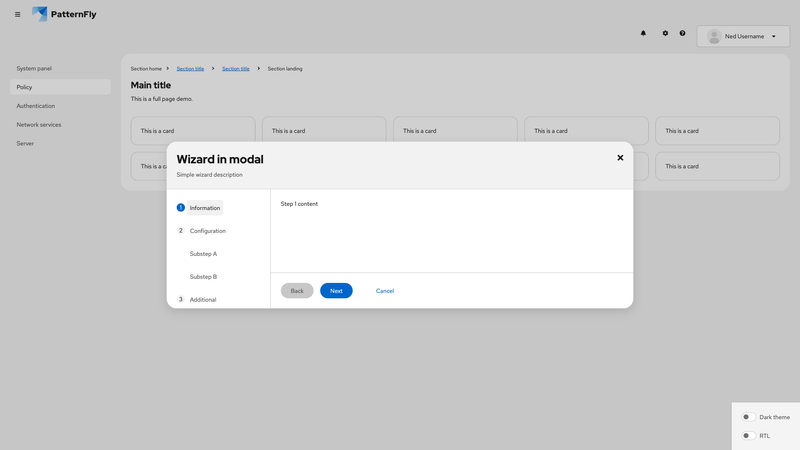 PatternFly
Ned Username
System panel
Policy
Authentication
Network services
Server
Section home
Section title
Section title
Section landing
Main title
This is a full page demo.
This is a card
This is a card
This is a card
This is a card
This is a card
This is a ca
This is a card
Wizard in modal
Simple wizard description
1 Information
2 Configuration
Substep A
Substep B
3 Additional
Step 1 content
Back
Next
Cancel
Dark theme
RTL